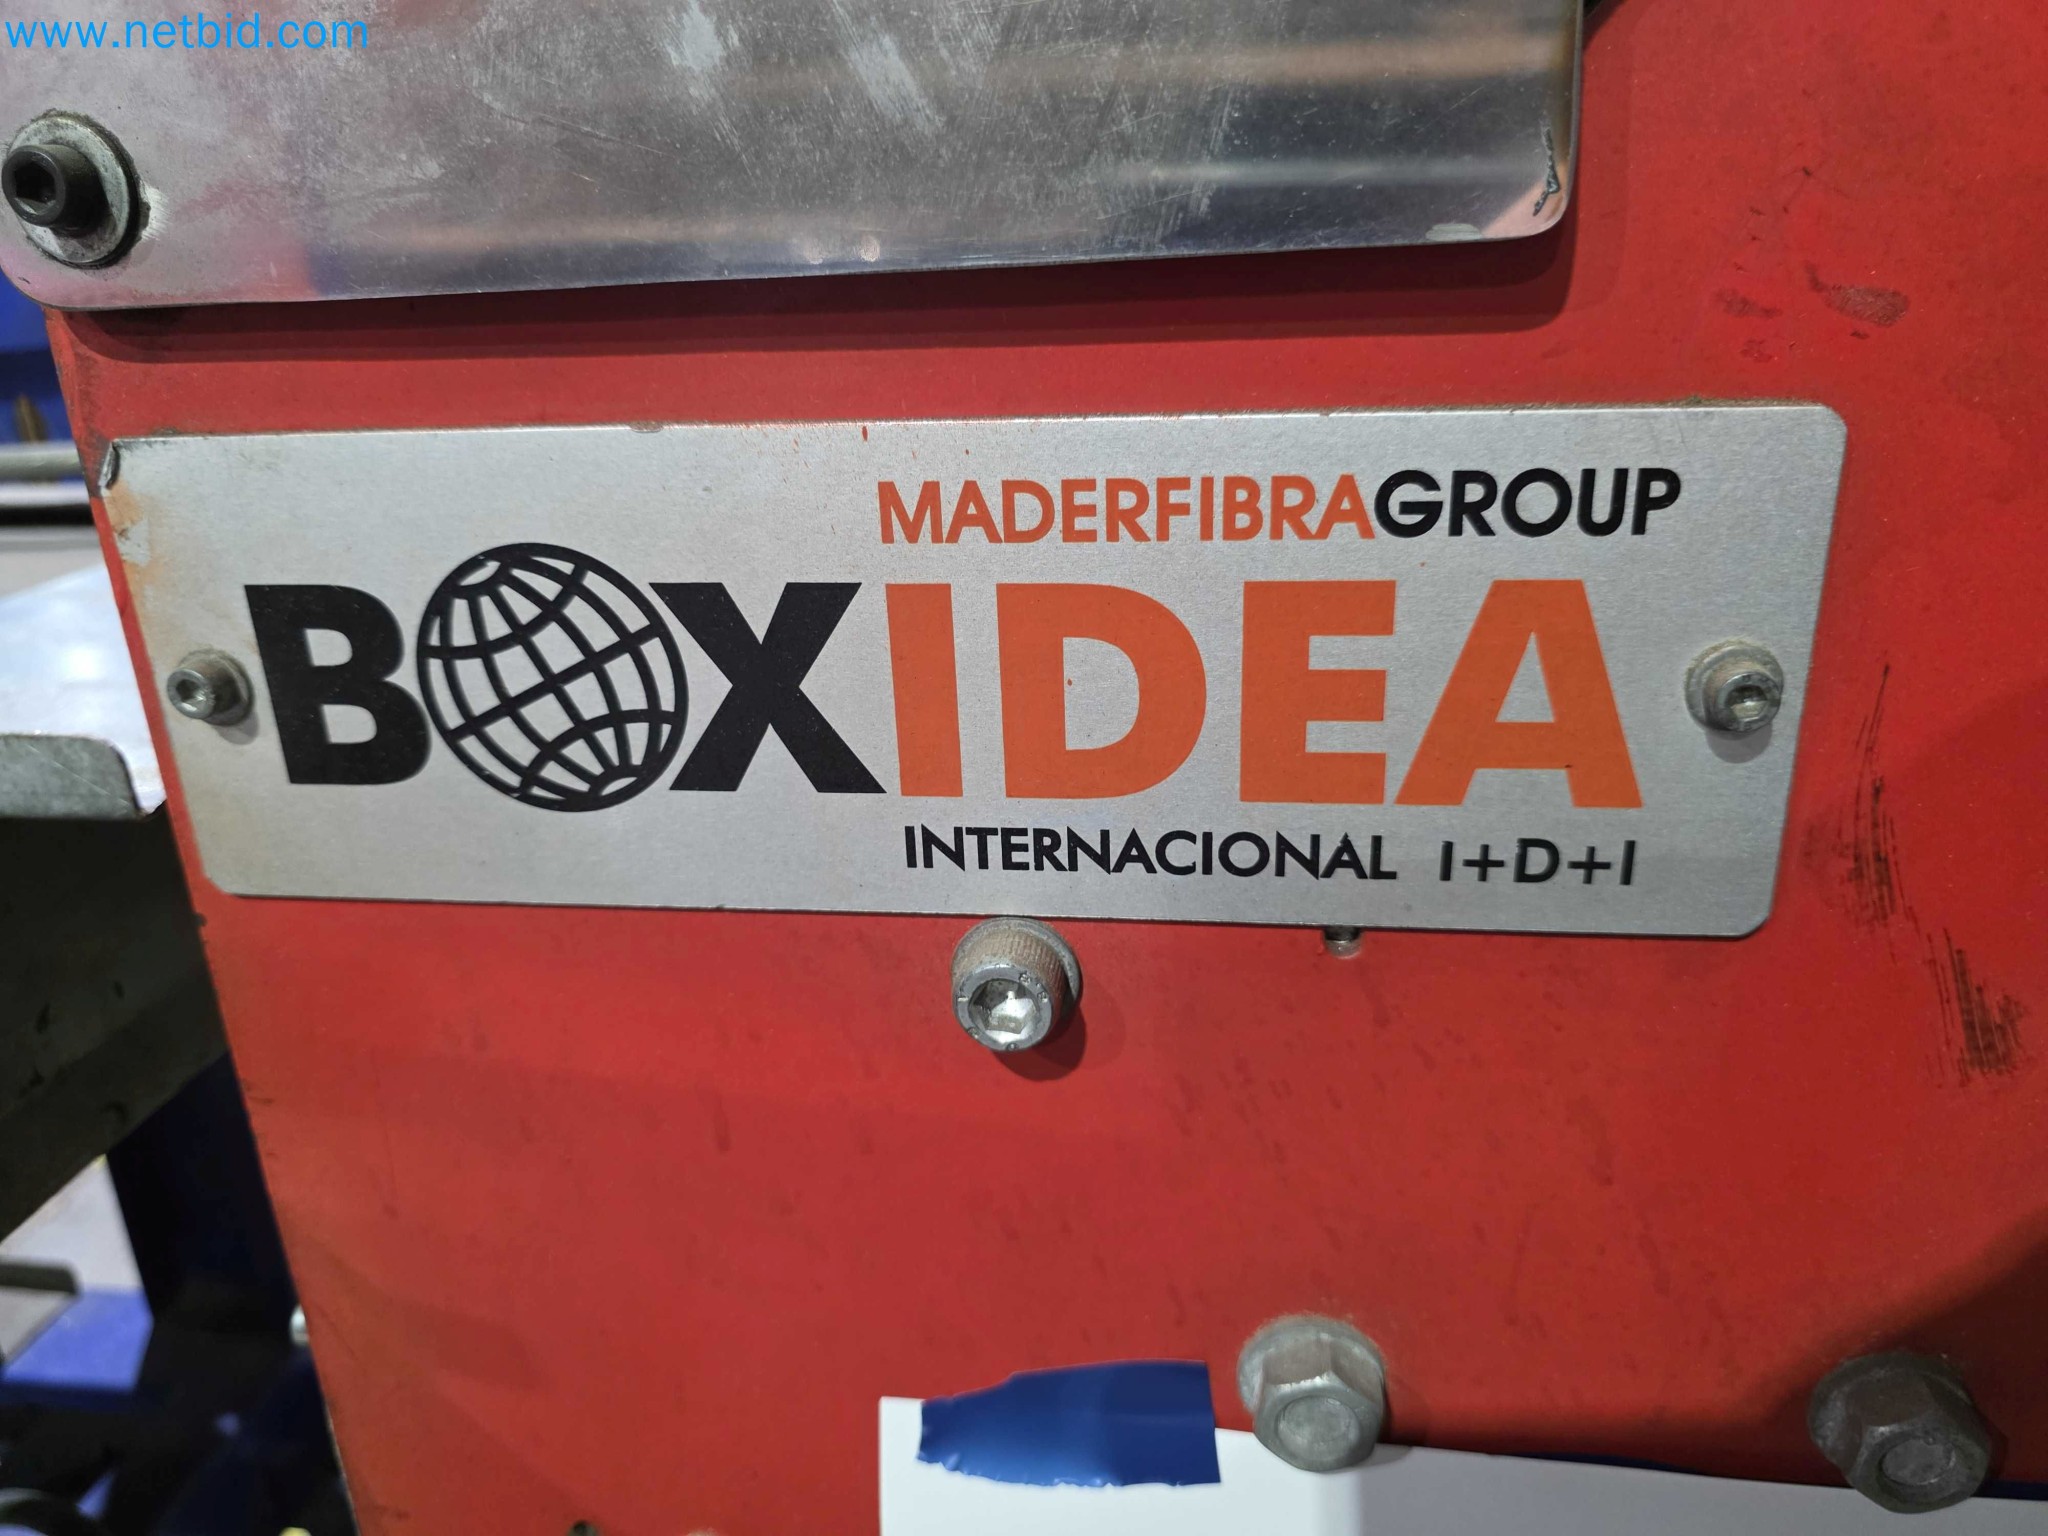 www.netbid.com
MADERFIBRAGROUP
BOXIDEA
INTERNACIONAL I+D+I